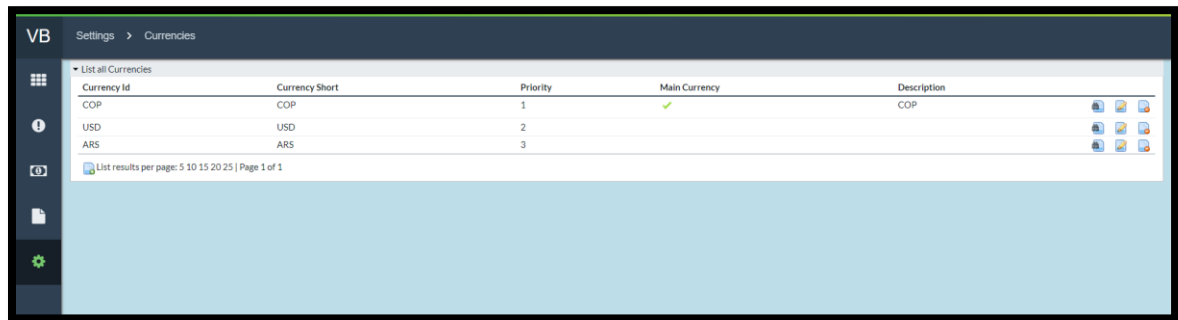 VB Settings > Currencies
List all Currencies
Currency Id Currency Short Priority Main Currency Description
COP COP 1 COP
USD USD 2
ARS ARS 3
List results per page: 5 10 15 20 25 | Page 1 of 1